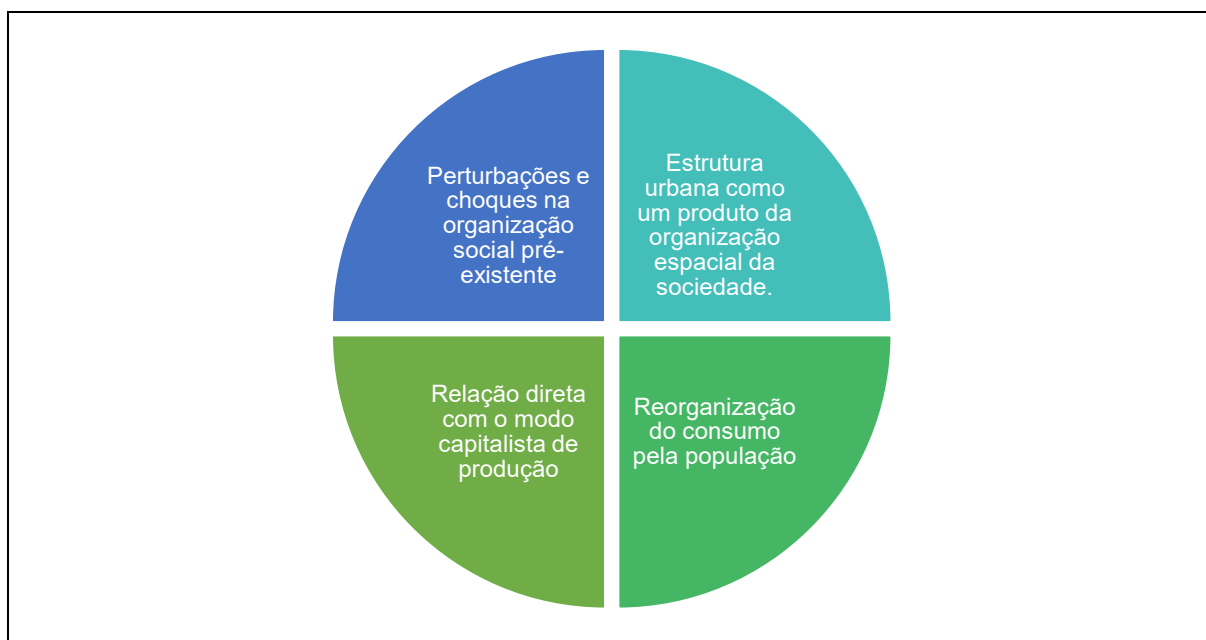 Perturbações e
choques na
organização
social pré-
existente
Estrutura
urbana como
um produto da
organização
espacial da
sociedade.
Relação direta
com o modo
capitalista de
produção
Reorganização
do consumo
pela população